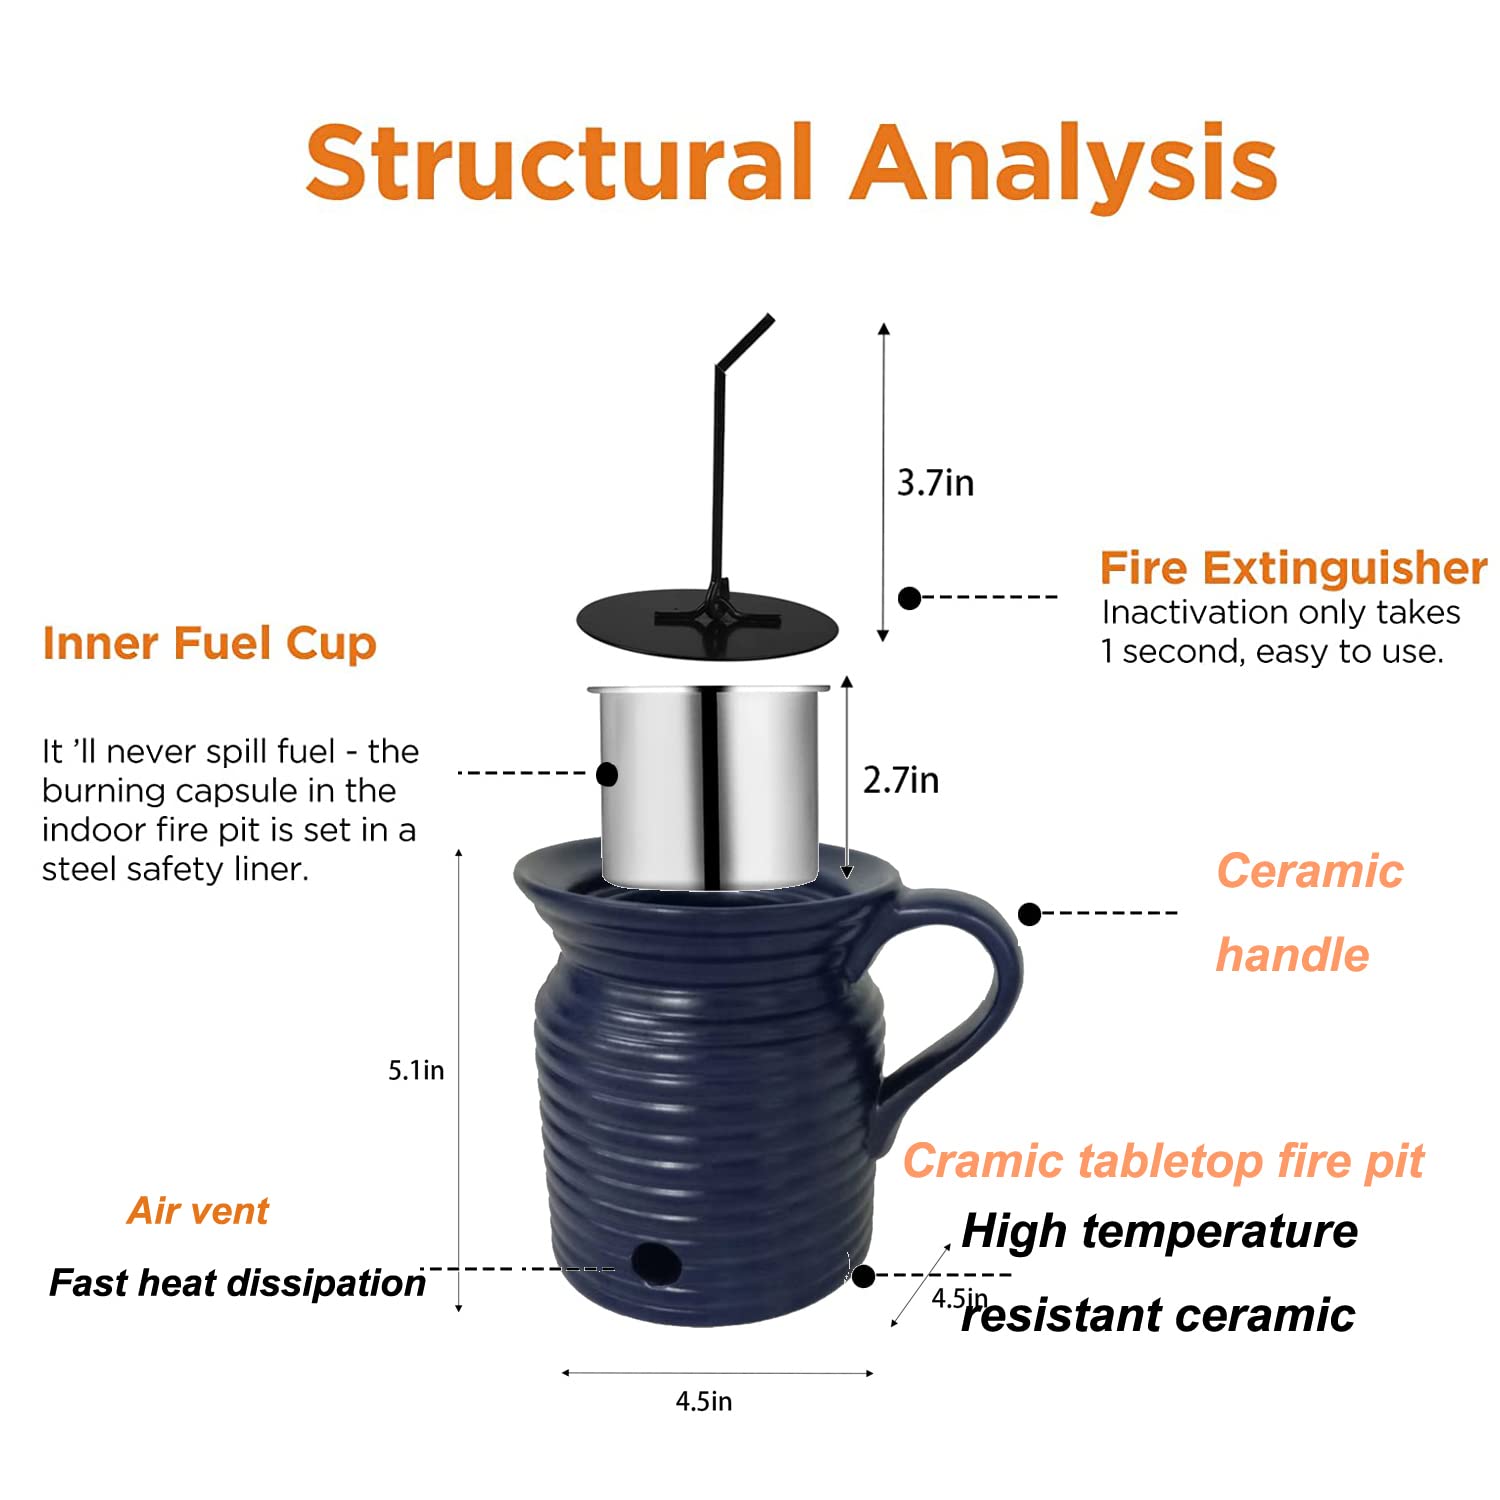 Structural Analysis
3.7in
Fire Extinguisher
Inactivation only takes
1 second, easy to use.
Inner Fuel Cup
It 'll never spill fuel - the
burning capsule in the
indoor fire pit is set in a
steel safety liner.
2.7in
Ceramic
handle
5.1in
Cramic tabletop fire pit
High temperature
resistant ceramic
Air vent
Fast heat dissipation
4.5in
4.5in